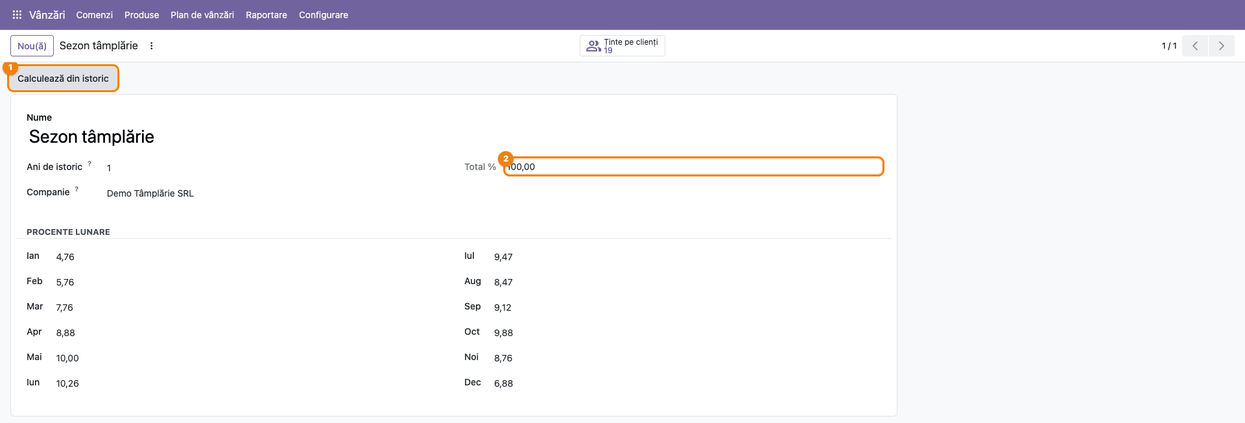 Vânzări Comenzi Produse Plan de vânzări Raportare Configurare
Nou(ă) Sezon tâmplărie
Ținte pe clienți
19
1 / 1
1
Calculează din istoric
Nume
Sezon tâmplărie
Ani de istoric ? 1
Total % 2 100,00
Companie ? Demo Tâmplărie SRL
PROCENTE LUNARE
Ian 4,76 Iul 9,47
Feb 5,76 Aug 8,47
Mar 7,76 Sep 9,12
Apr 8,88 Oct 9,88
Mai 10,00 Noi 8,76
Iun 10,26 Dec 6,88